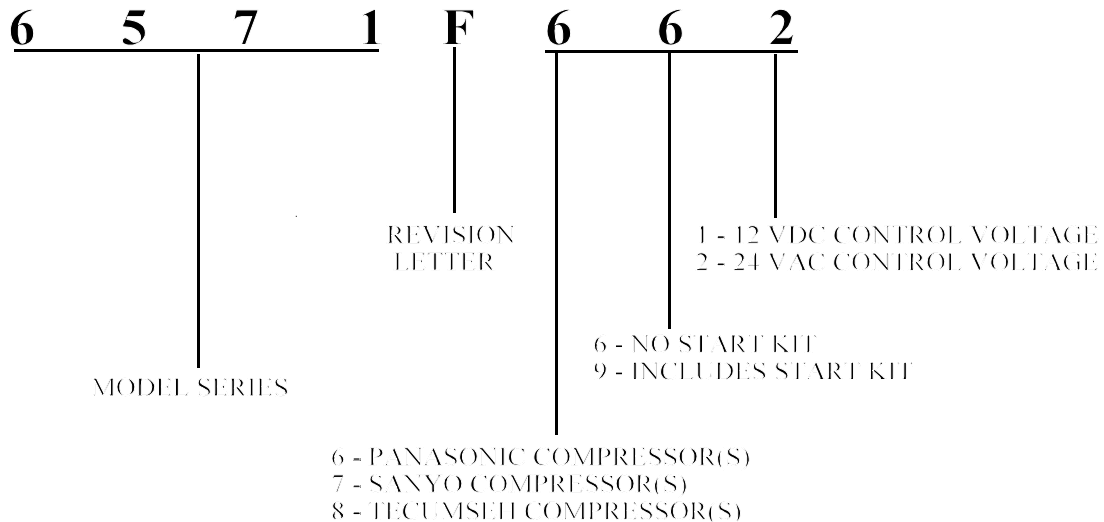 6 5 7 1 F 6 6 2
REVISION
LETTER
1 - 12 VDC CONTROL VOLTAGE
2 - 24 VAC CONTROL VOLTAGE
6 - NO START KIT
9 - INCLUDES START KIT
MODEL SERIES
6 - PANASONIC COMPRESSOR(S)
7 - SANYO COMPRESSOR(S)
8 - TECUMSEH COMPRESSOR(S)